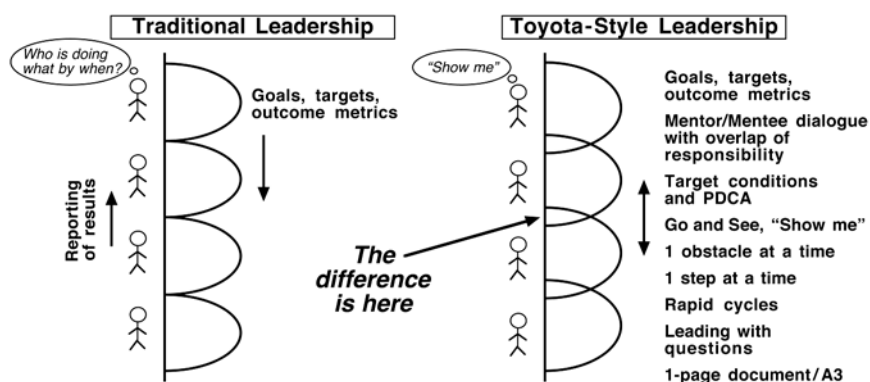 Traditional Leadership
Who is doing
what by when?
Goals, targets,
outcome metrics
Reporting
of results
Toyota-Style Leadership
“Show me”
The
difference
is here
Goals, targets,
outcome metrics
Mentor/Mentee dialogue
with overlap of
responsibility
Target conditions
and PDCA
Go and See, “Show me”
1 obstacle at a time
1 step at a time
Rapid cycles
Leading with
questions
1-page document/A3